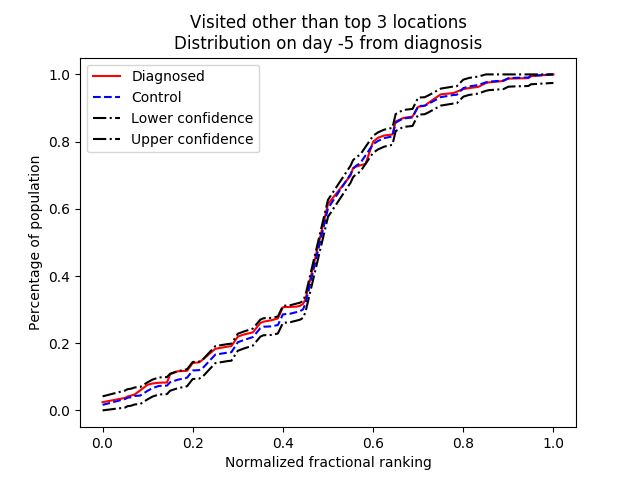 Visited other than top 3 locations
Distribution on day -5 from diagnosis
Diagnosed
Control
Lower confidence
Upper confidence
Percentage of population
1.0
0.8
0.6
0.4
0.2
0.0
0.0 0.2 0.4 0.6 0.8 1.0
Normalized fractional ranking